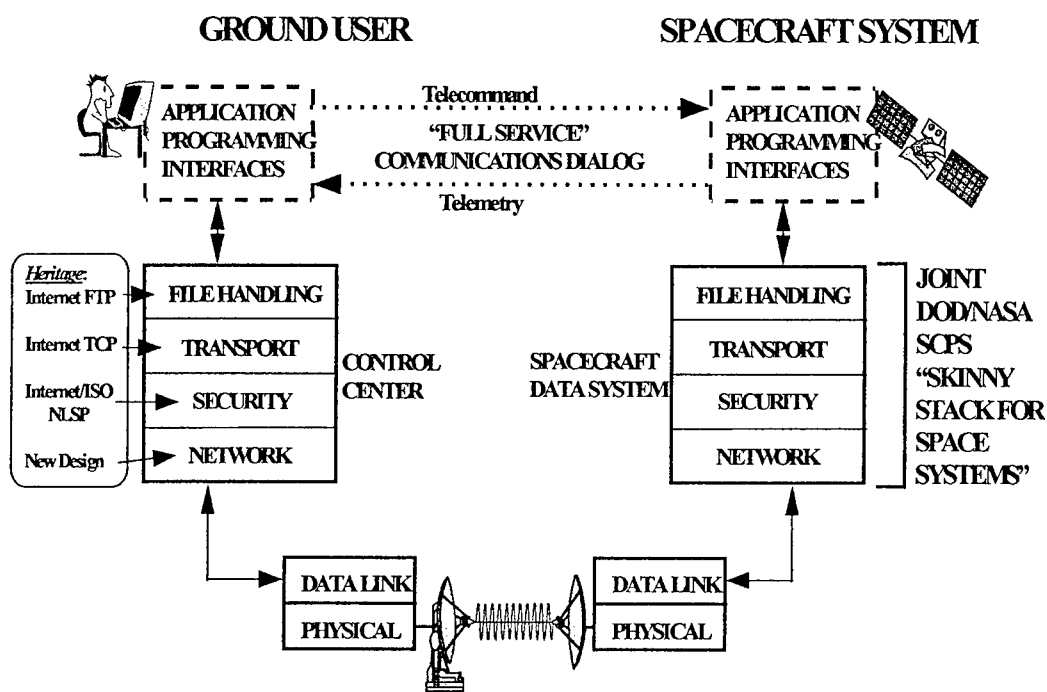 GROUND USER
SPACECRAFT SYSTEM
APPLICATION
PROGRAMMING
INTERFACES
Telecommand
"FULL SERVICE"
COMMUNICATIONS DIALOG
Telemetry
APPLICATION
PROGRAMMING
INTERFACES
Heritage:
Internet FTP
Internet TCP
Internet/ISO
NLSP
New Design
FILE HANDLING
TRANSPORT
SECURITY
NETWORK
CONTROL
CENTER
SPACECRAFT
DATA SYSTEM
FILE HANDLING
TRANSPORT
SECURITY
NETWORK
JOINT
DOD/NASA
SCPS
"SKINNY
STACK FOR
SPACE
SYSTEMS"
DATA LINK
PHYSICAL
DATA LINK
PHYSICAL